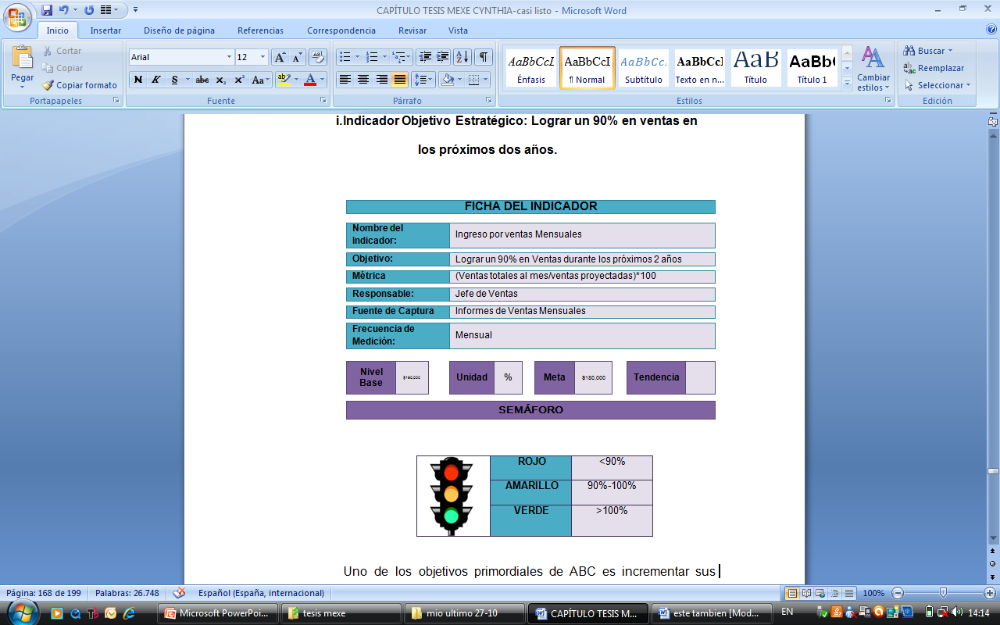 CAPÍTULO TESIS MEXE CYNTHIA-casi listo - Microsoft Word
Inicio
Insertar
Diseño de página
Referencias
Correspondencia
Revisar
Vista
Pegar
Cortar
Copiar
Copiar formato
Portapapeles
Arial
12
N K S abc x₂ x² Aa
Fuente
Párrafo
AaBbCcI
Énfasis
AaBbCcI
¶ Normal
AaBbCc.
Subtítulo
AaBbCcI
Texto en n...
AaB
Título
AaBb
Título 1
Cambiar
estilos
Estilos
Buscar
Reemplazar
Seleccionar
Edición
i.Indicador Objetivo Estratégico: Lograr un 90% en ventas en
los próximos dos años.
FICHA DEL INDICADOR
Nombre del
Indicador:
Ingreso por ventas Mensuales
Objetivo:
Lograr un 90% en Ventas durante los próximos 2 años
Métrica
(Ventas totales al mes/ventas proyectadas)*100
Responsable:
Jefe de Ventas
Fuente de Captura
Informes de Ventas Mensuales
Frecuencia de
Medición:
Mensual
Nivel
Base
Unidad
%
Meta
$180,000
Tendencia
SEMÁFORO
ROJO
<90%
AMARILLO
90%-100%
VERDE
>100%
Uno de los objetivos primordiales de ABC es incrementar sus
Página: 168 de 199
Palabras: 26.748
Español (España, internacional)
100%
Microsoft PowerPoi...
tesis mexe
mio ultimo 27-10
CAPÍTULO TESIS M...
este tambien [Mod...
EN
14:14